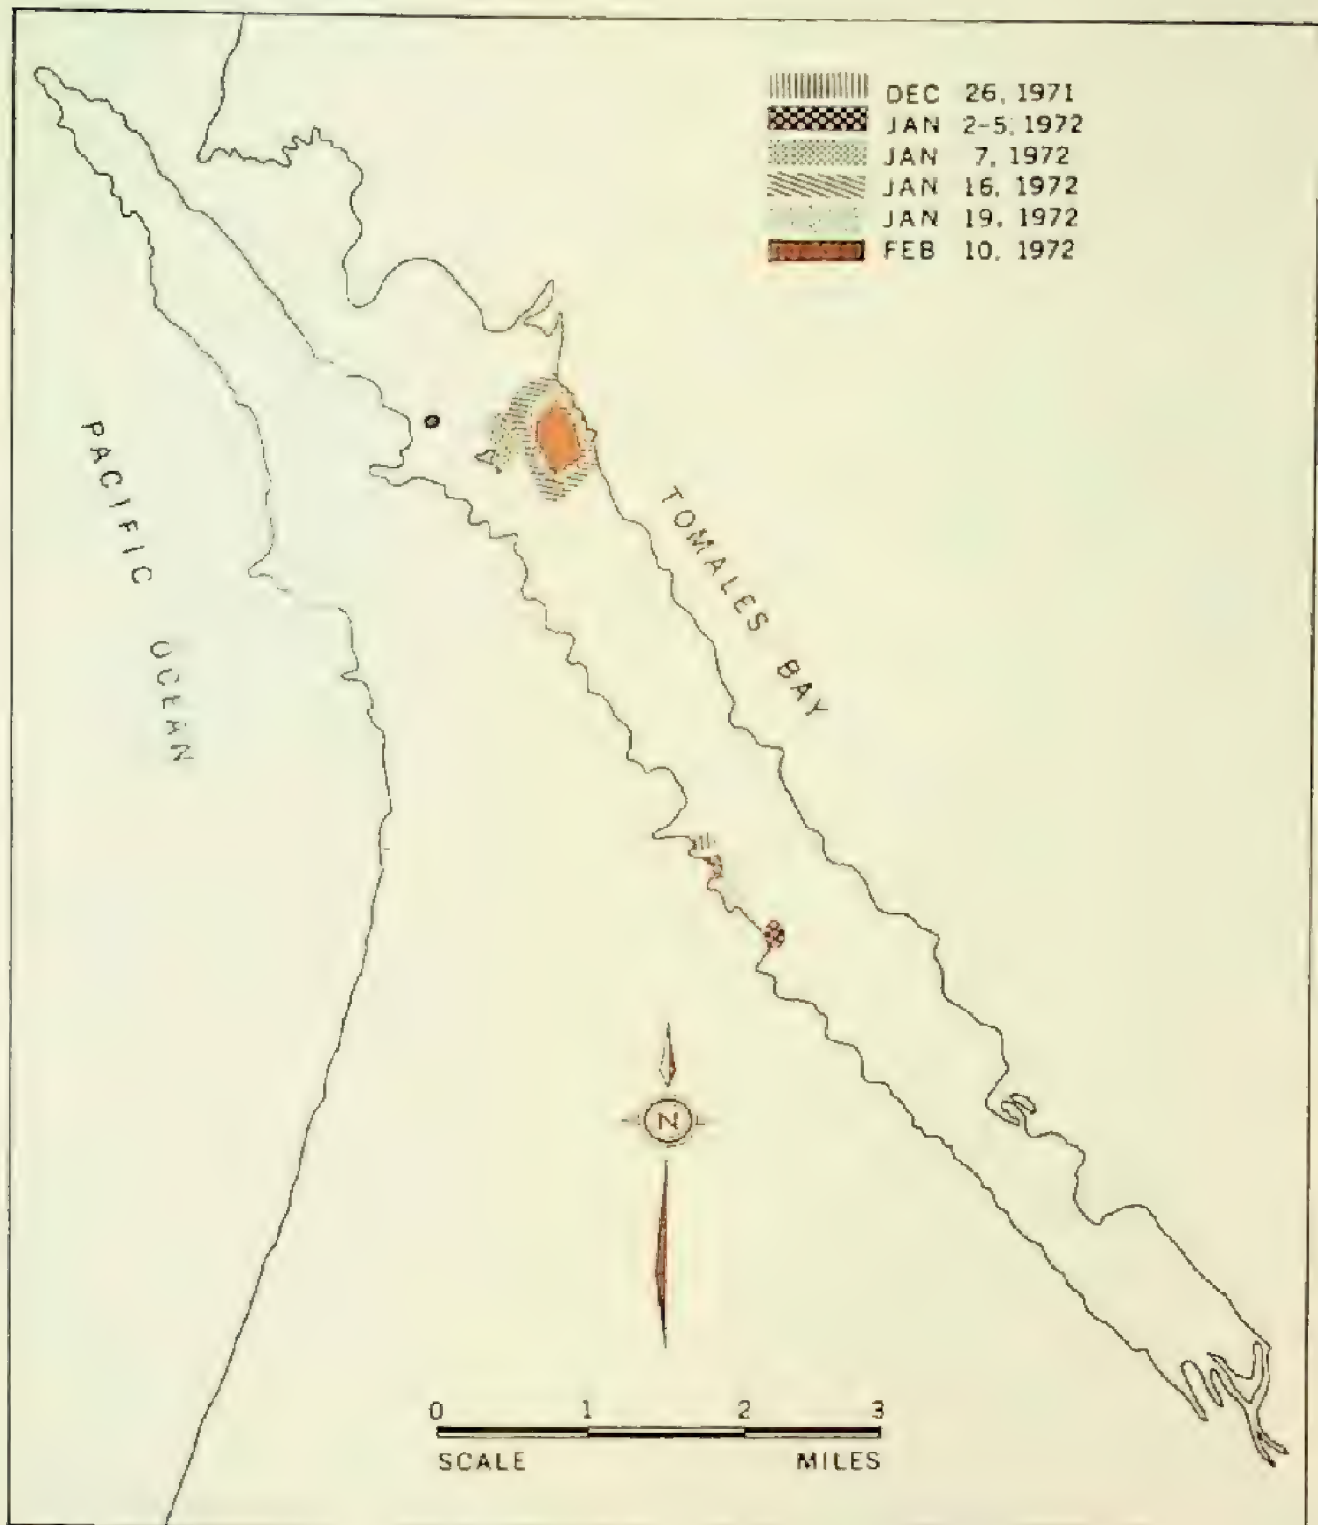 DEC 26, 1971
JAN 2-5, 1972
JAN 7, 1972
JAN 16, 1972
JAN 19, 1972
FEB 10, 1972
PACIFIC OCEAN
TOMALES BAY
N
0 1 2 3
SCALE MILES